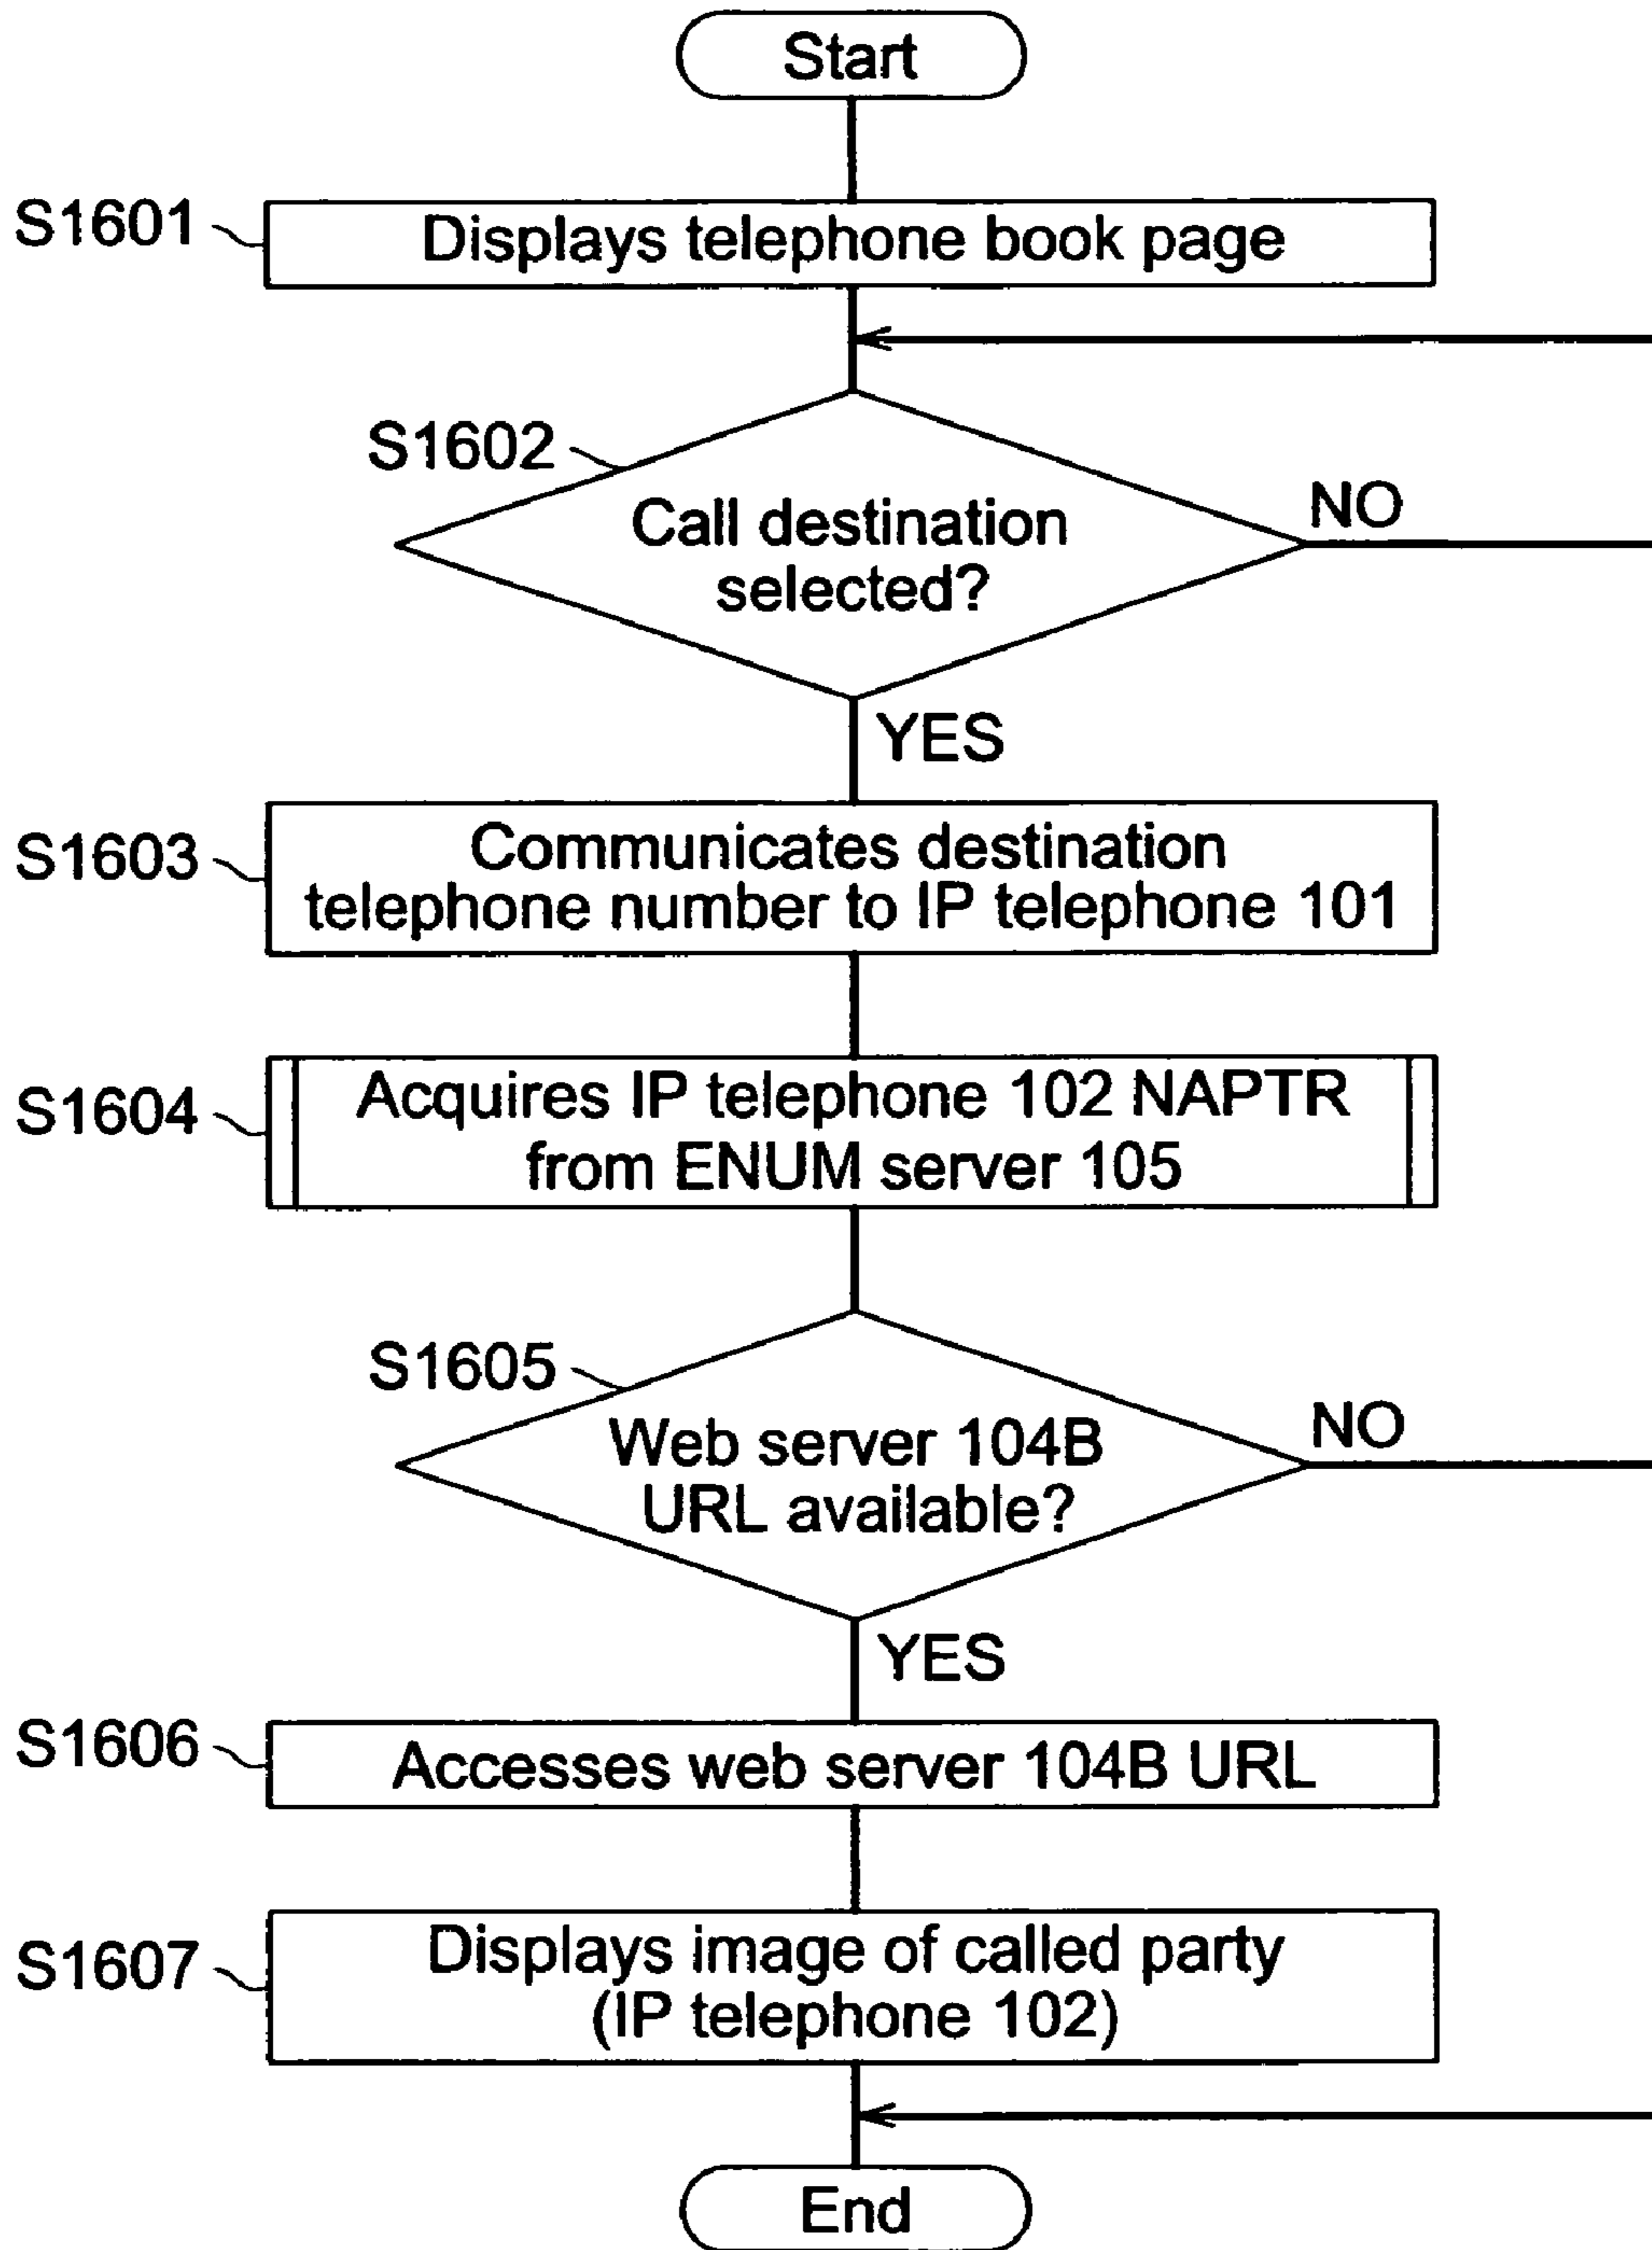 Start
S1601
Displays telephone book page
S1602
Call destination
selected?
NO
YES
S1603
Communicates destination
telephone number to IP telephone 101
S1604
Acquires IP telephone 102 NAPTR
from ENUM server 105
S1605
Web server 104B
URL available?
NO
YES
S1606
Accesses web server 104B URL
S1607
Displays image of called party
(IP telephone 102)
End